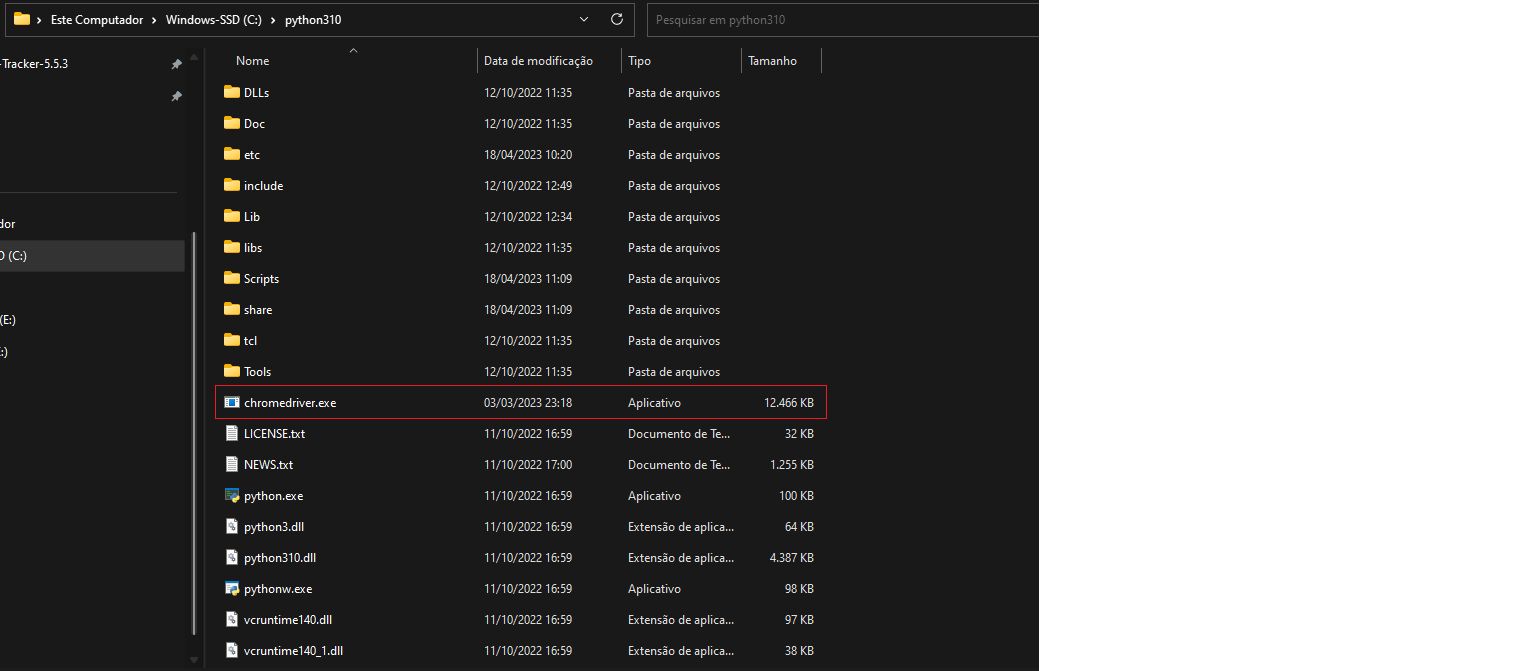 Este Computador > Windows-SSD (C:) > python310
Pesquisar em python310
-Tracker-5.5.3
dor
D (C:)
(E:)
:)
Nome Data de modificação Tipo Tamanho
DLLs 12/10/2022 11:35 Pasta de arquivos
Doc 12/10/2022 11:35 Pasta de arquivos
etc 18/04/2023 10:20 Pasta de arquivos
include 12/10/2022 12:49 Pasta de arquivos
Lib 12/10/2022 12:34 Pasta de arquivos
libs 12/10/2022 11:35 Pasta de arquivos
Scripts 18/04/2023 11:09 Pasta de arquivos
share 18/04/2023 11:09 Pasta de arquivos
tcl 12/10/2022 11:35 Pasta de arquivos
Tools 12/10/2022 11:35 Pasta de arquivos
chromedriver.exe 03/03/2023 23:18 Aplicativo 12.466 KB
LICENSE.txt 11/10/2022 16:59 Documento de Te... 32 KB
NEWS.txt 11/10/2022 17:00 Documento de Te... 1.255 KB
python.exe 11/10/2022 16:59 Aplicativo 100 KB
python3.dll 11/10/2022 16:59 Extensão de aplica... 64 KB
python310.dll 11/10/2022 16:59 Extensão de aplica... 4.387 KB
pythonw.exe 11/10/2022 16:59 Aplicativo 98 KB
vcruntime140.dll 11/10/2022 16:59 Extensão de aplica... 97 KB
vcruntime140_1.dll 11/10/2022 16:59 Extensão de aplica... 38 KB